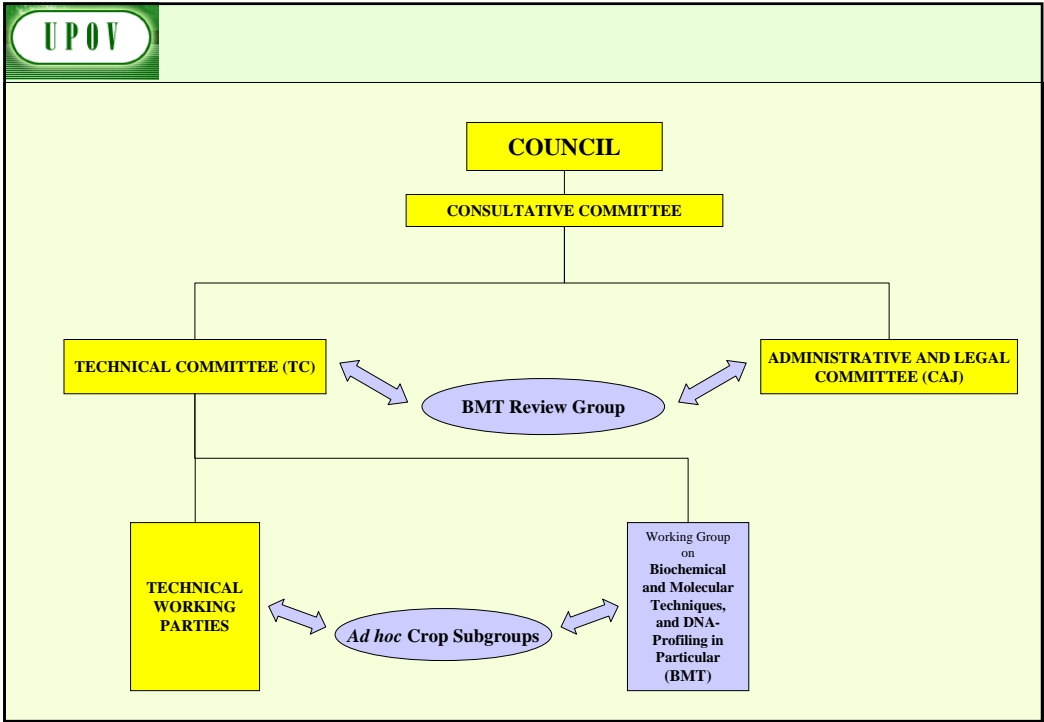 UPOV
COUNCIL
CONSULTATIVE COMMITTEE
TECHNICAL COMMITTEE (TC)
ADMINISTRATIVE AND LEGAL
COMMITTEE (CAJ)
BMT Review Group
TECHNICAL
WORKING
PARTIES
Ad hoc Crop Subgroups
Working Group
on
Biochemical
and Molecular
Techniques,
and DNA-
Profiling in
Particular
(BMT)